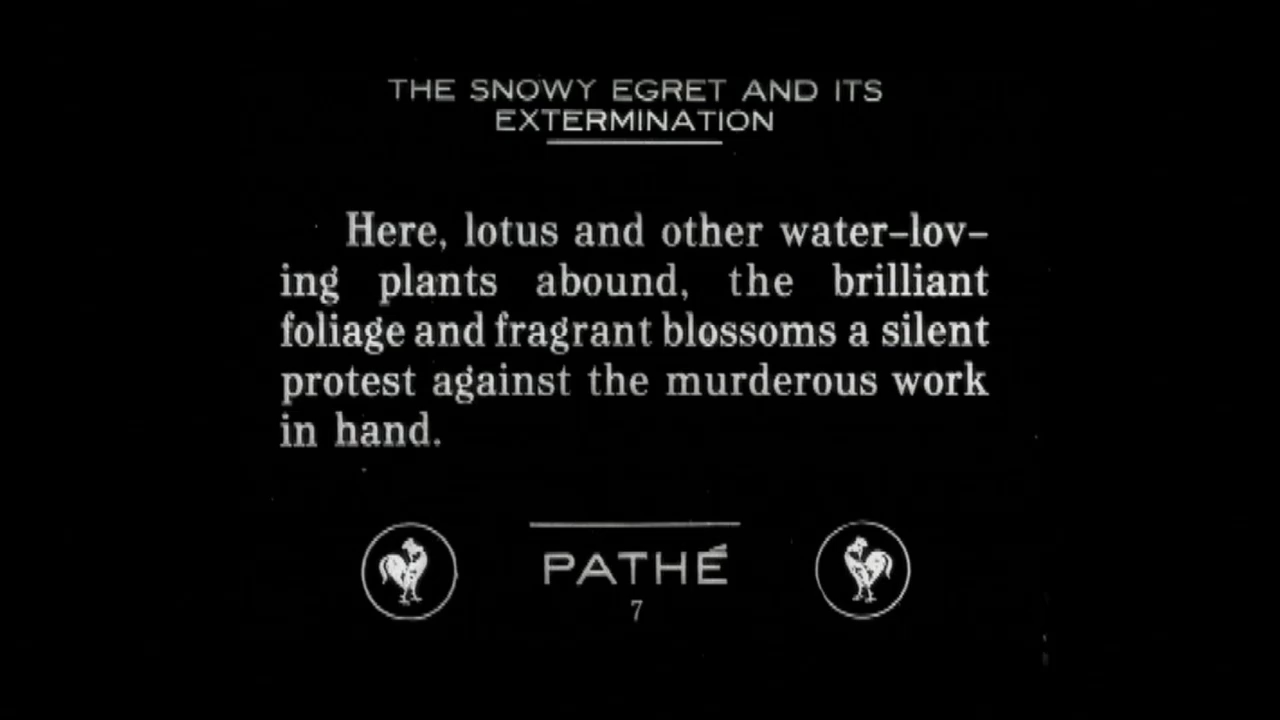 THE SNOWY EGRET AND ITS
EXTERMINATION
Here, lotus and other water-lov-
ing plants abound, the brilliant
foliage and fragrant blossoms a silent
protest against the murderous work
in hand.
PATHÉ
7